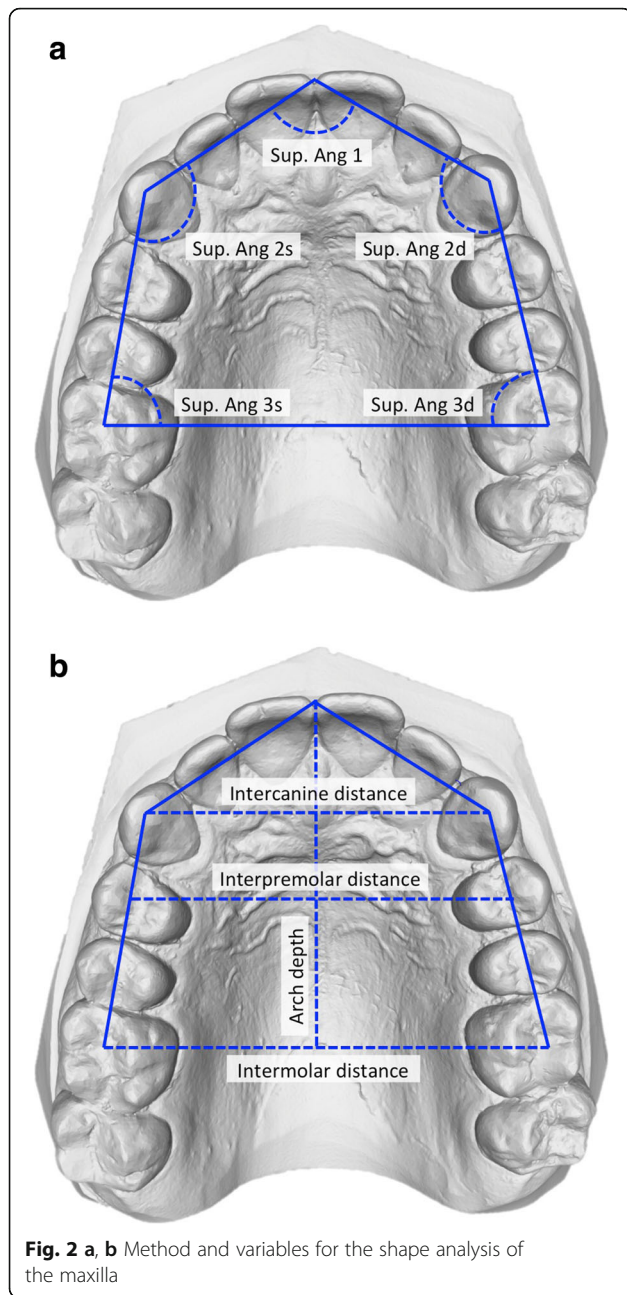 a
Sup. Ang 1
Sup. Ang 2s Sup. Ang 2d
Sup. Ang 3s Sup. Ang 3d
b
Intercanine distance
Interpremolar distance
Arch depth
Intermolar distance
Fig. 2 a, b Method and variables for the shape analysis of
the maxilla